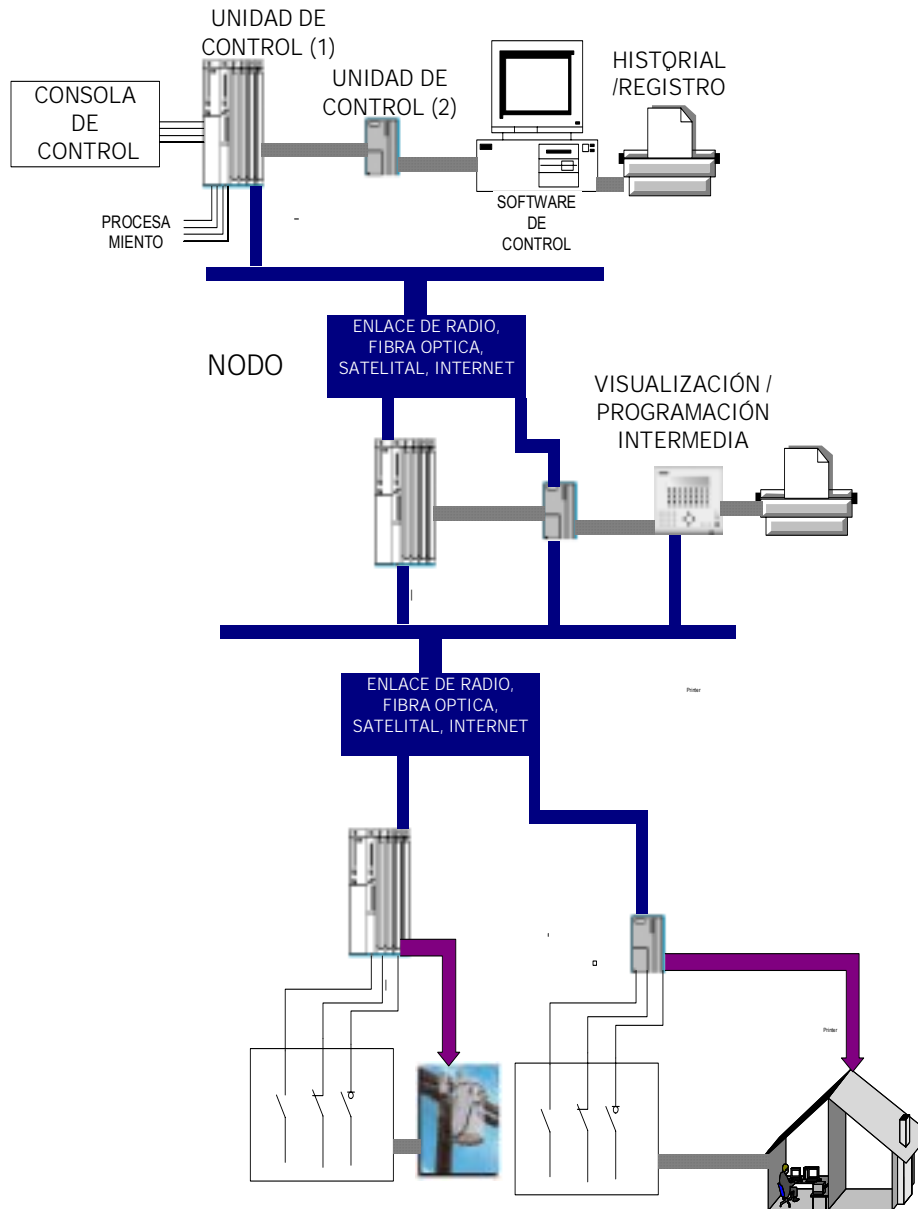 UNIDAD DE
CONTROL (1)
UNIDAD DE
CONTROL (2)
HISTORIAL
/REGISTRO
CONSOLA
DE
CONTROL
SOFTWARE
DE
CONTROL
PROCESA
MIENTO
ENLACE DE RADIO,
FIBRA OPTICA,
SATELITAL, INTERNET
NODO
VISUALIZACIÓN /
PROGRAMACIÓN
INTERMEDIA
ENLACE DE RADIO,
FIBRA OPTICA,
SATELITAL, INTERNET
Printer
Printer